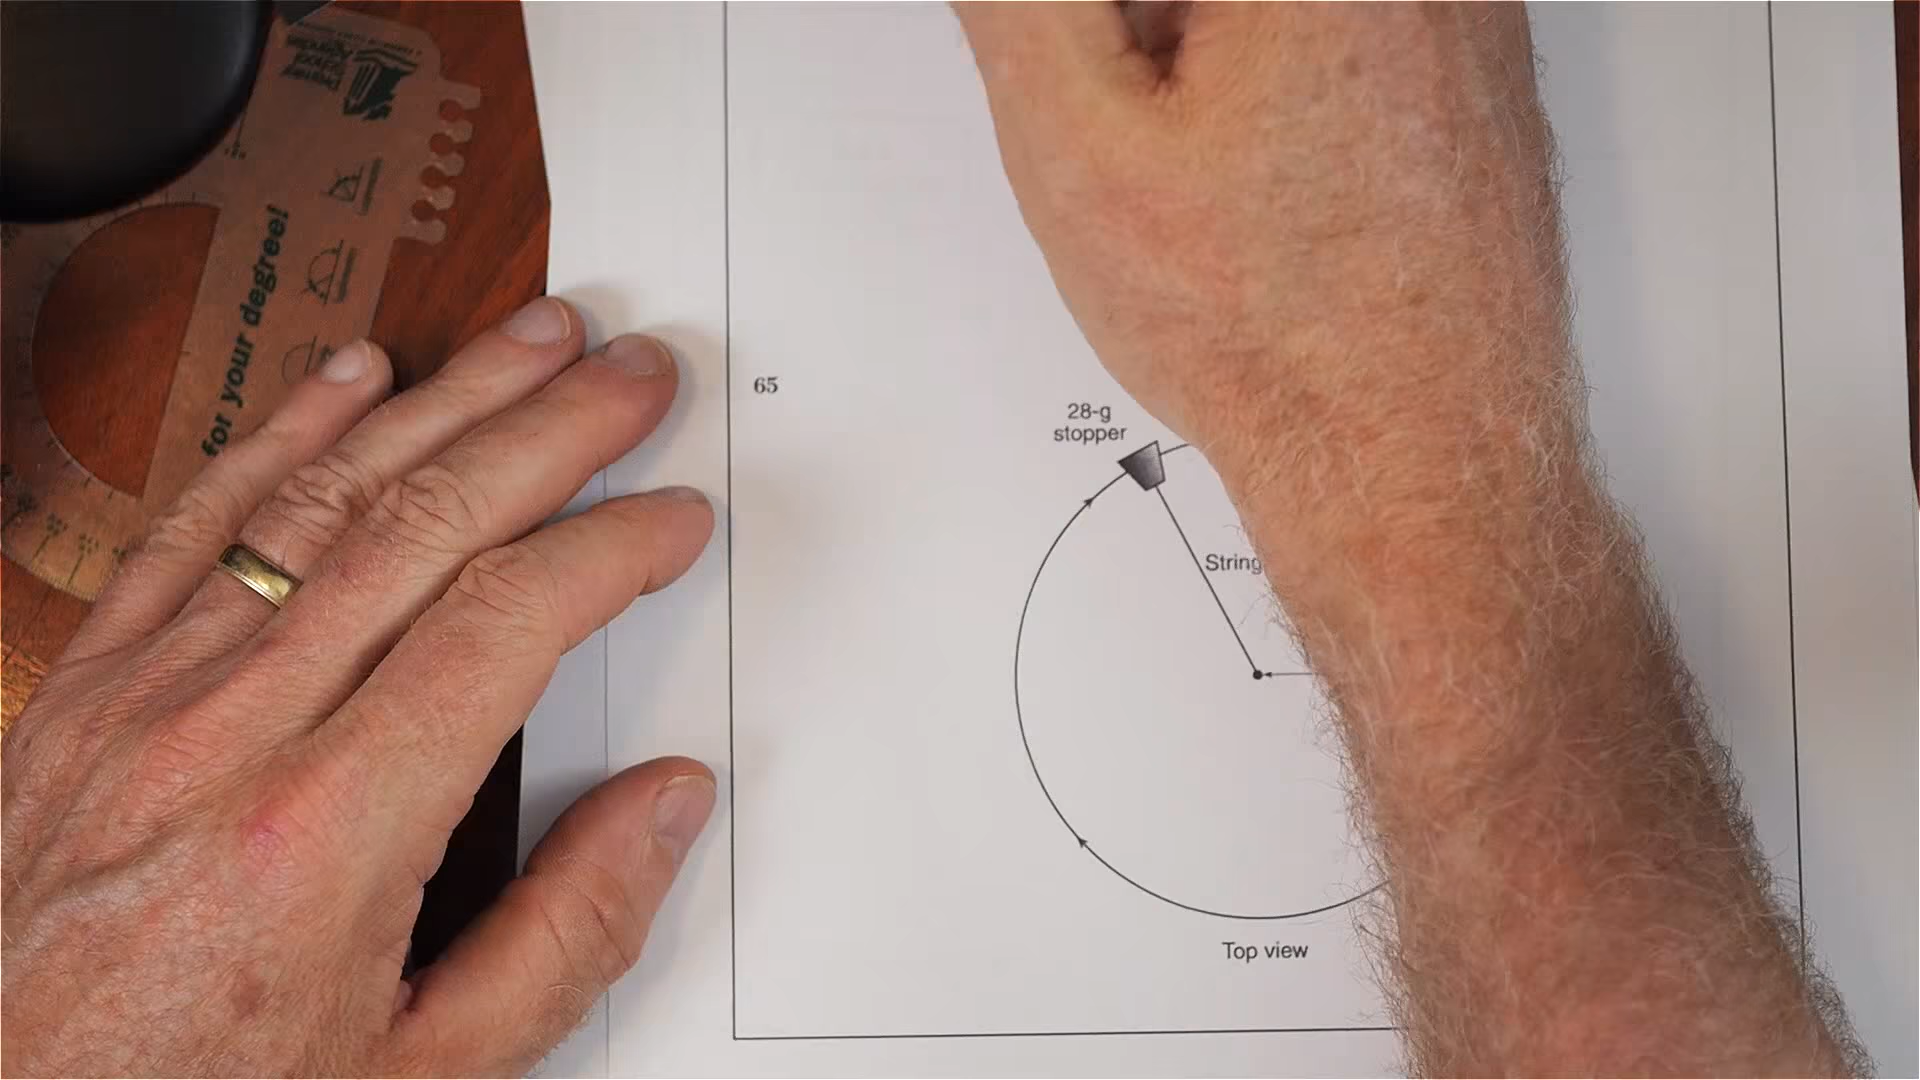 for your degree!
65
28-g
stopper
String
Top view